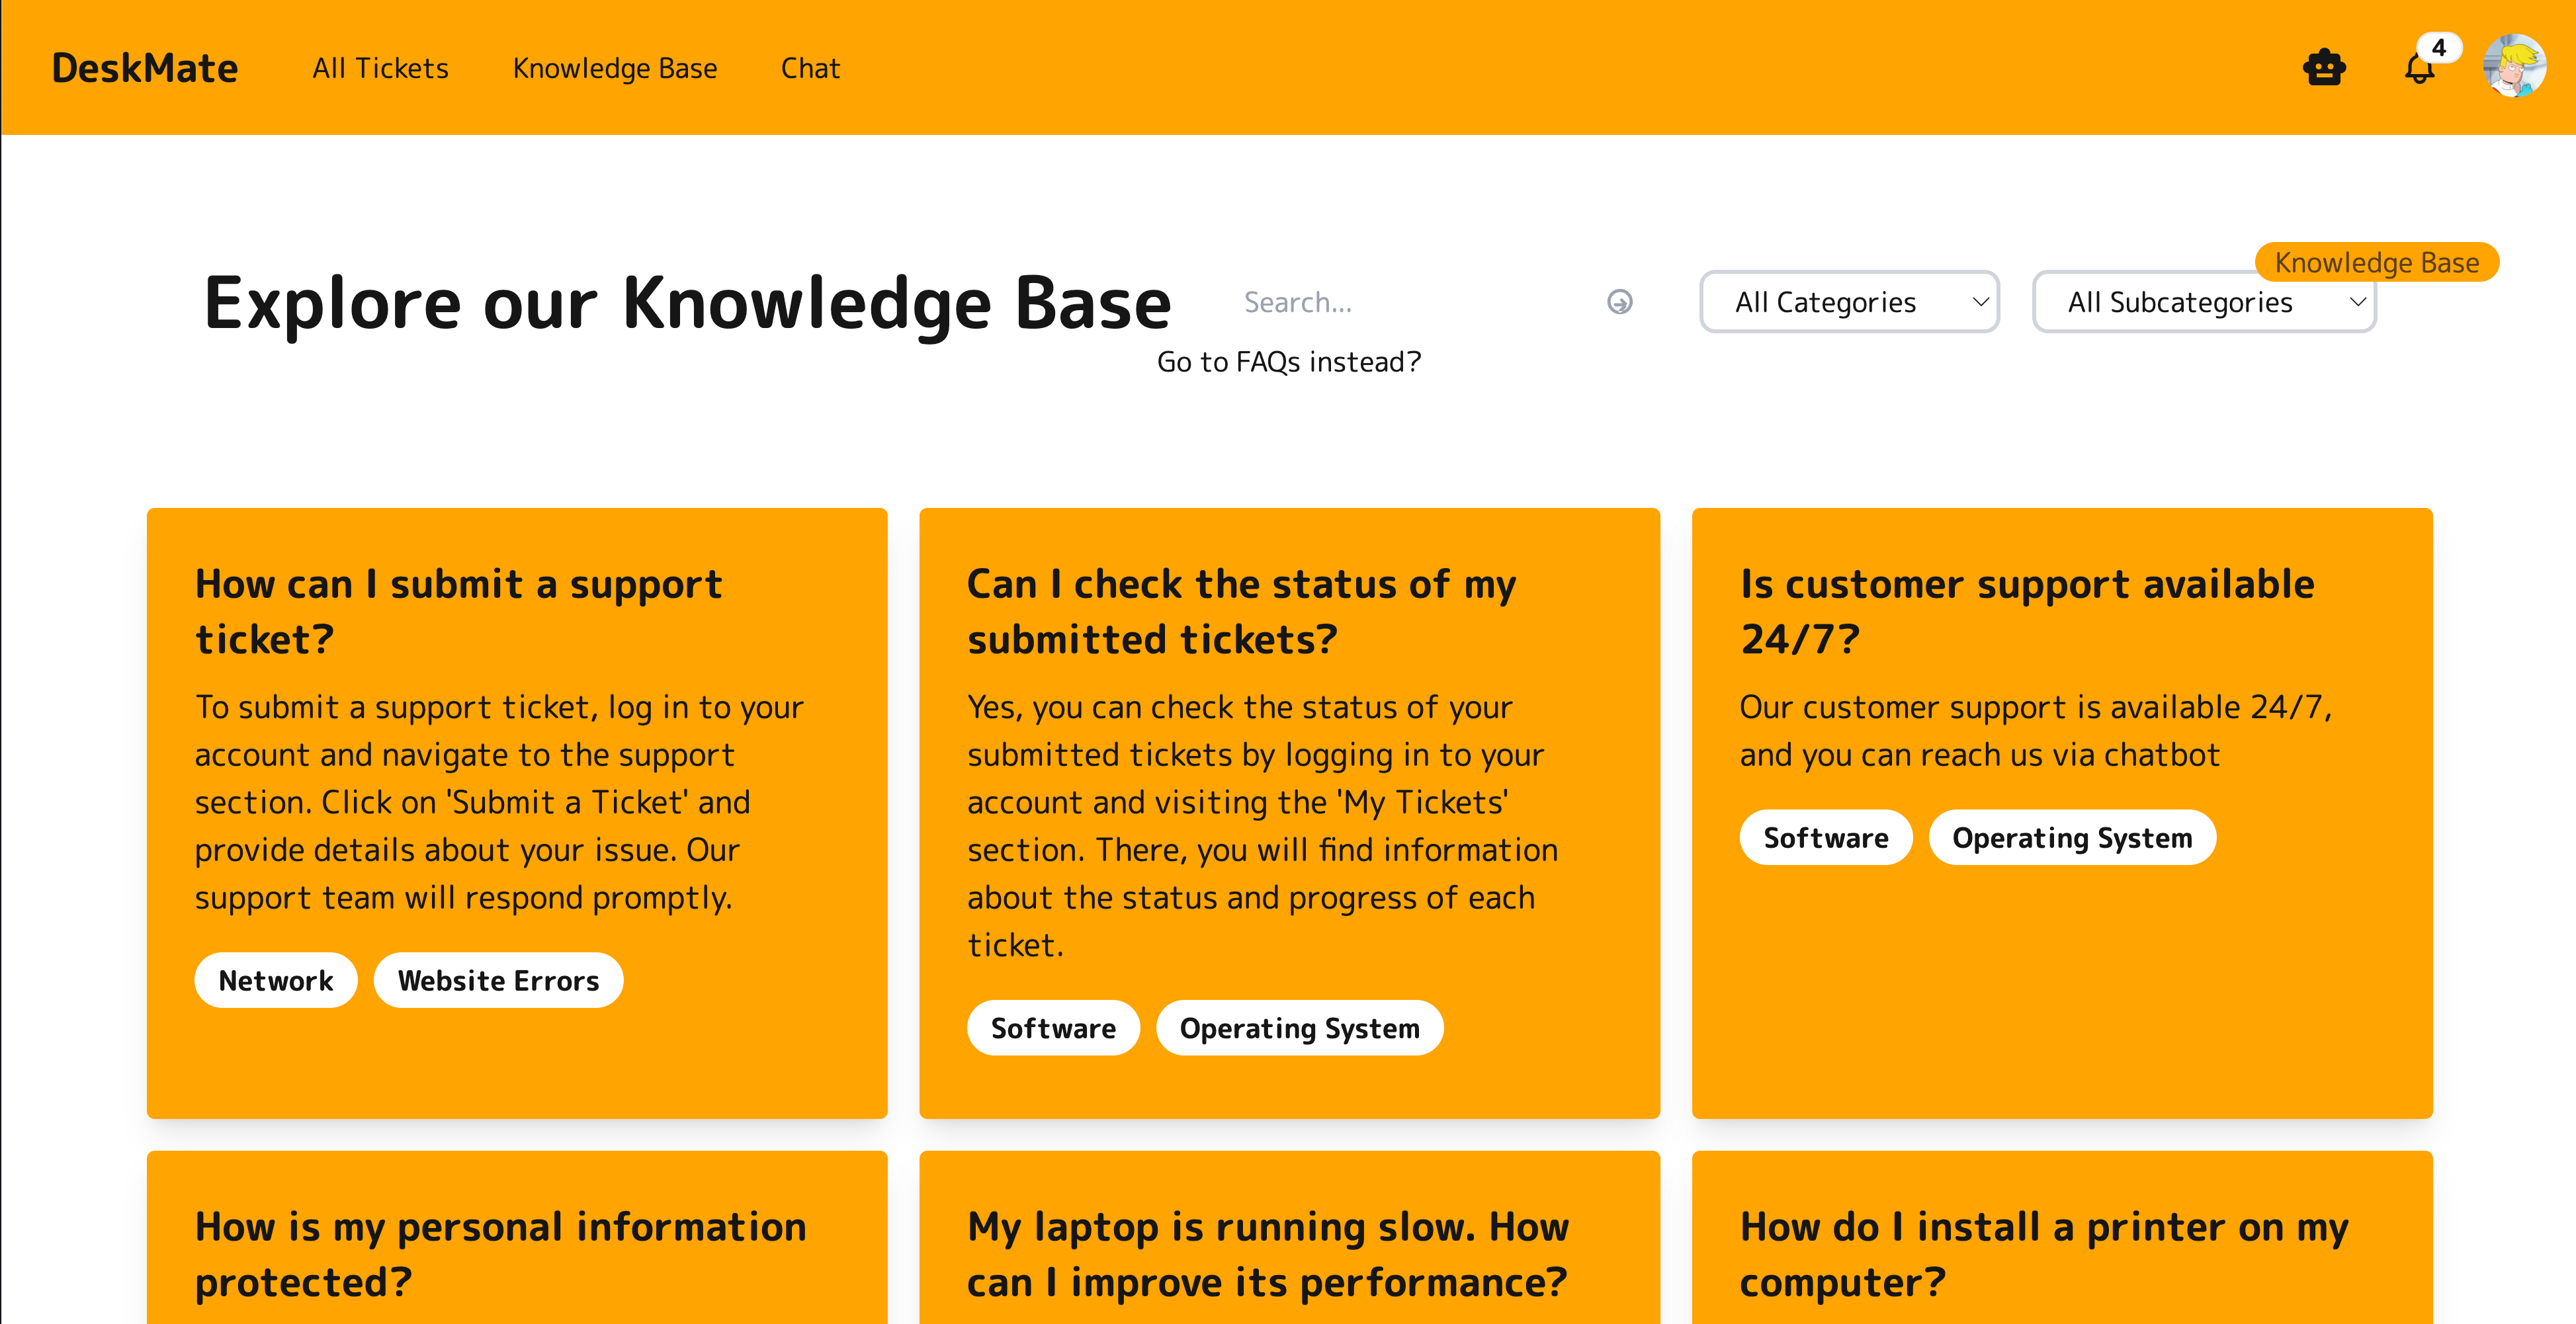 DeskMate
All Tickets
Knowledge Base
Chat
4
Explore our Knowledge Base
Search...
All Categories
All Subcategories
Knowledge Base
Go to FAQs instead?
How can I submit a support
ticket?
To submit a support ticket, log in to your
account and navigate to the support
section. Click on 'Submit a Ticket' and
provide details about your issue. Our
support team will respond promptly.
Network
Website Errors
Can I check the status of my
submitted tickets?
Yes, you can check the status of your
submitted tickets by logging in to your
account and visiting the 'My Tickets'
section. There, you will find information
about the status and progress of each
ticket.
Software
Operating System
Is customer support available
24/7?
Our customer support is available 24/7,
and you can reach us via chatbot
Software
Operating System
How is my personal information
protected?
My laptop is running slow. How
can I improve its performance?
How do I install a printer on my
computer?